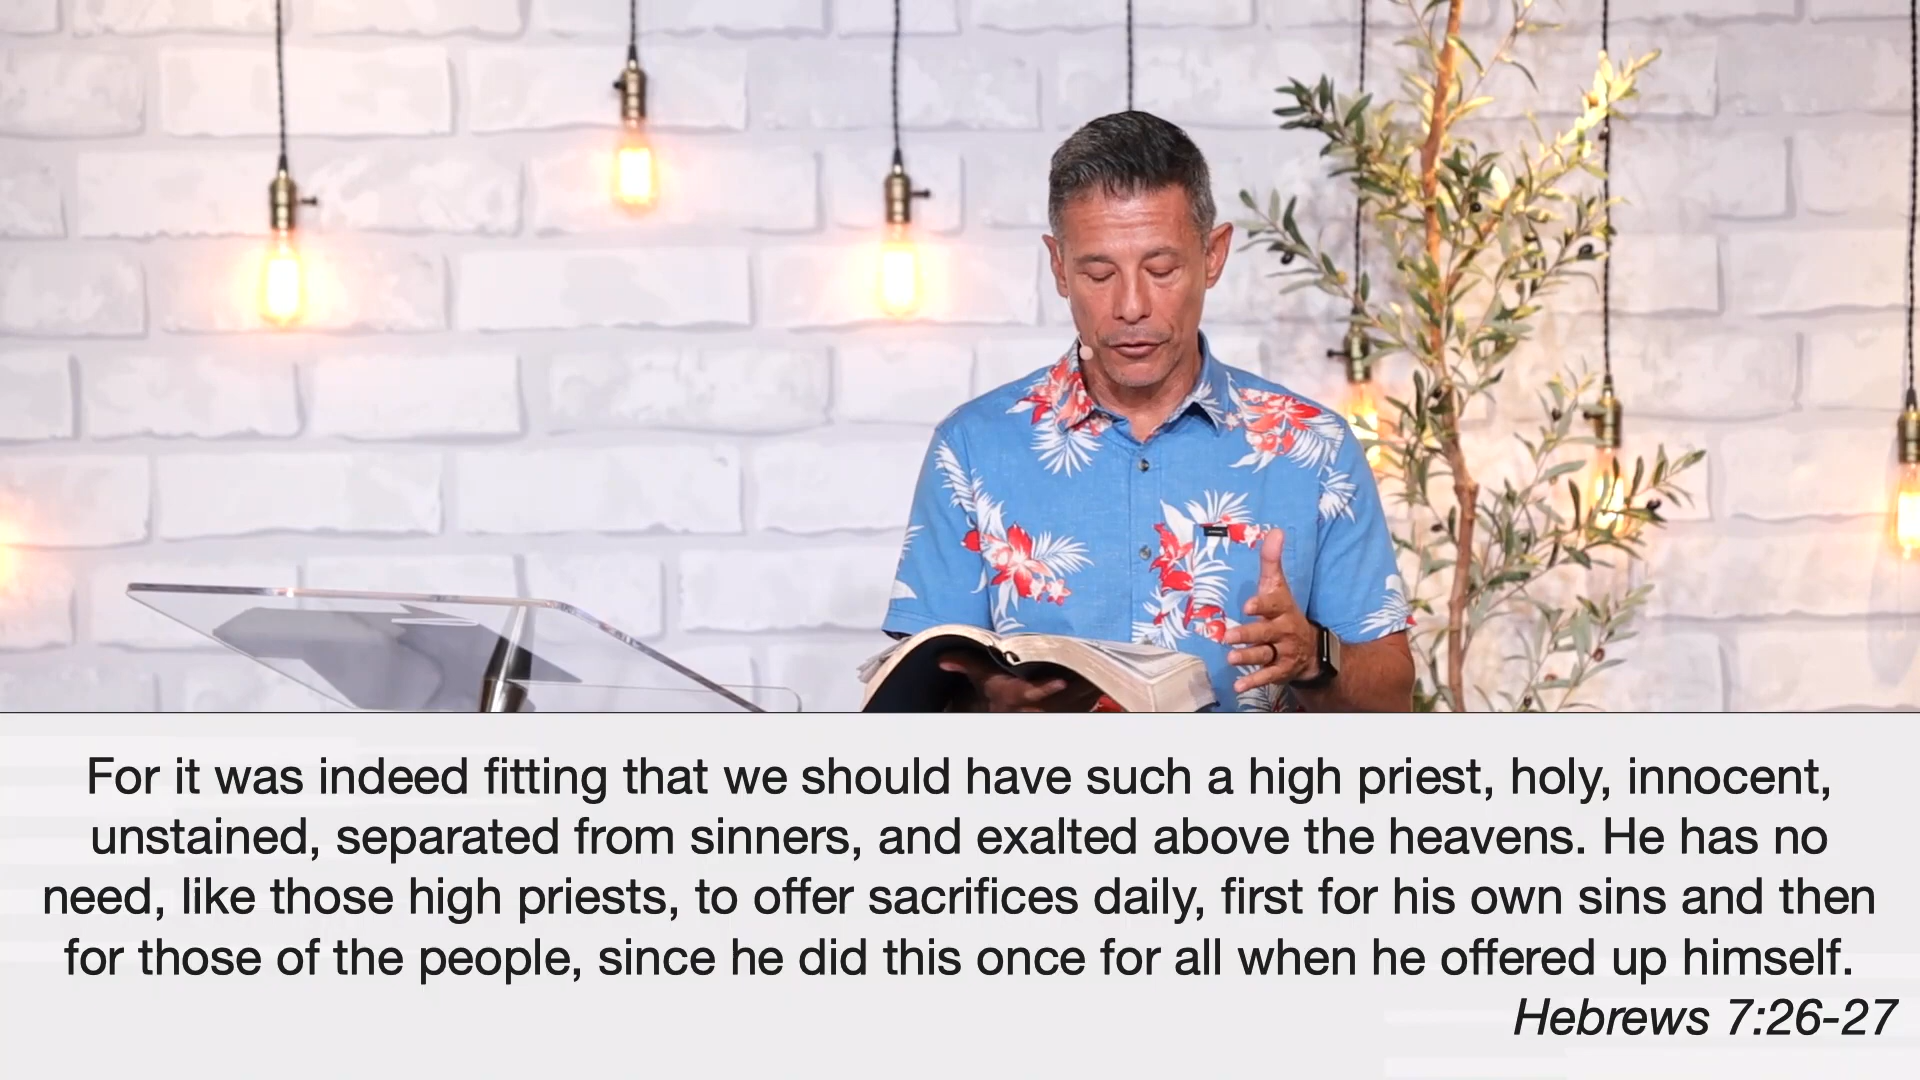 For it was indeed fitting that we should have such a high priest, holy, innocent,
unstained, separated from sinners, and exalted above the heavens. He has no
need, like those high priests, to offer sacrifices daily, first for his own sins and then
for those of the people, since he did this once for all when he offered up himself.
Hebrews 7:26-27